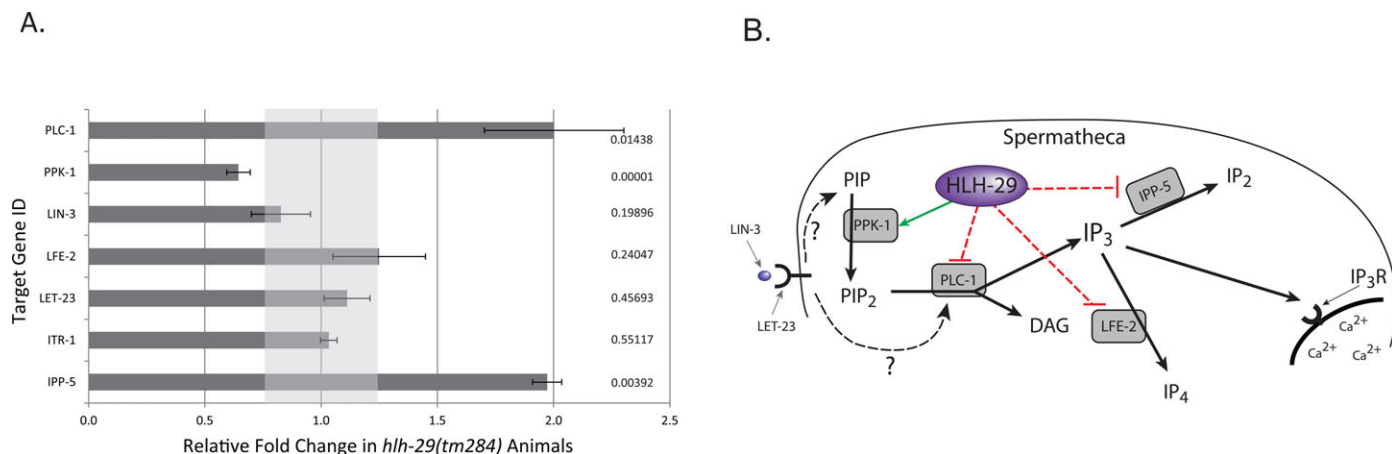 A.
Target Gene ID
PLC-1
0.01438
PPK-1
0.00001
LIN-3
0.19896
LFE-2
0.24047
LET-23
0.45693
ITR-1
0.55117
IPP-5
0.00392
0.0 0.5 1.0 1.5 2.0 2.5
Relative Fold Change in hlh-29(tm284) Animals
B.
Spermatheca
PIP
HLH-29
IPP-5
IP2
?
PPK-1
LIN-3
IP3
PIP2
PLC-1
IP3R
LET-23
DAG
LFE-2
Ca2+
Ca2+
Ca2+
?
IP4